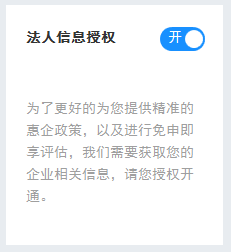 法人信息授权
开
为了更好的为您提供精准的
惠企政策，以及进行免申即
享评估，我们需要获取您的
企业相关信息，请您授权开
通。